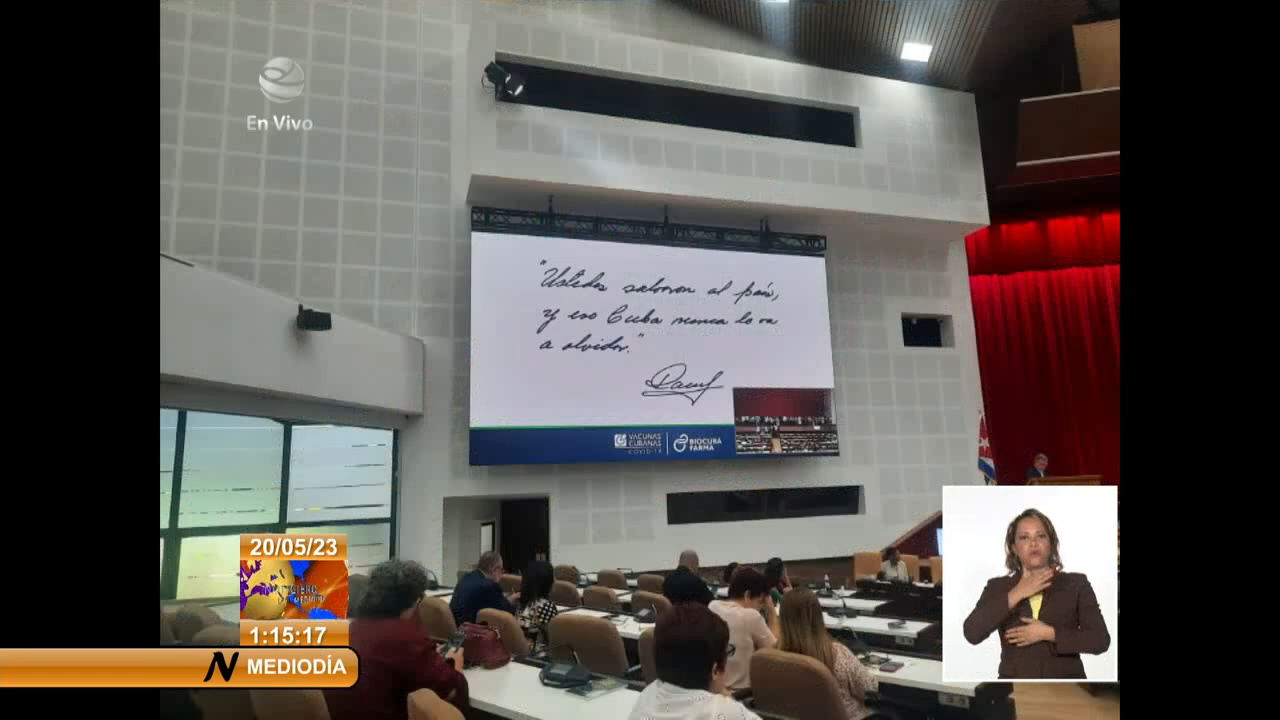 En Vivo
"Ustedes salvaron al país,
y eso Cuba nunca lo va
a olvidar."
VACUNAS
CUBANAS
COVID-19
BIOCUBA
FARMA
20/05/23
1:15:17
N MEDIODÍA